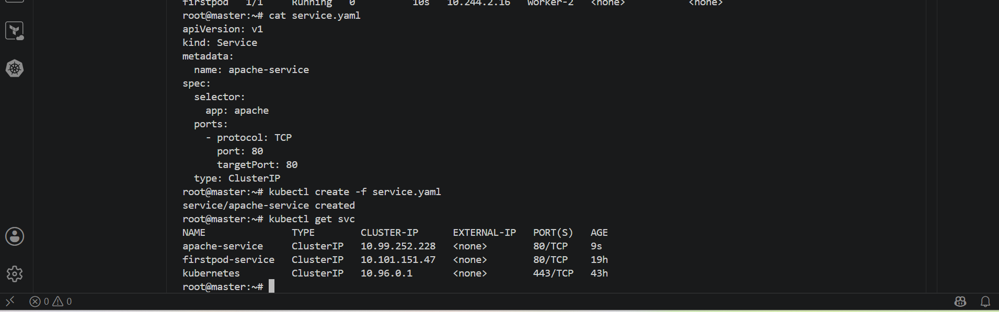 firstpod   1/1     Running   0          10s   10.244.2.16   worker-2   <none>           <none>
root@master:~# cat service.yaml
apiVersion: v1
kind: Service
metadata:
  name: apache-service
spec:
  selector:
    app: apache
  ports:
    - protocol: TCP
      port: 80
      targetPort: 80
  type: ClusterIP
root@master:~# kubectl create -f service.yaml
service/apache-service created
root@master:~# kubectl get svc
NAME               TYPE        CLUSTER-IP      EXTERNAL-IP   PORT(S)   AGE
apache-service     ClusterIP   10.99.252.228   <none>        80/TCP    9s
firstpod-service   ClusterIP   10.101.151.47   <none>        80/TCP    19h
kubernetes         ClusterIP   10.96.0.1       <none>        443/TCP   43h
root@master:~#
0 0